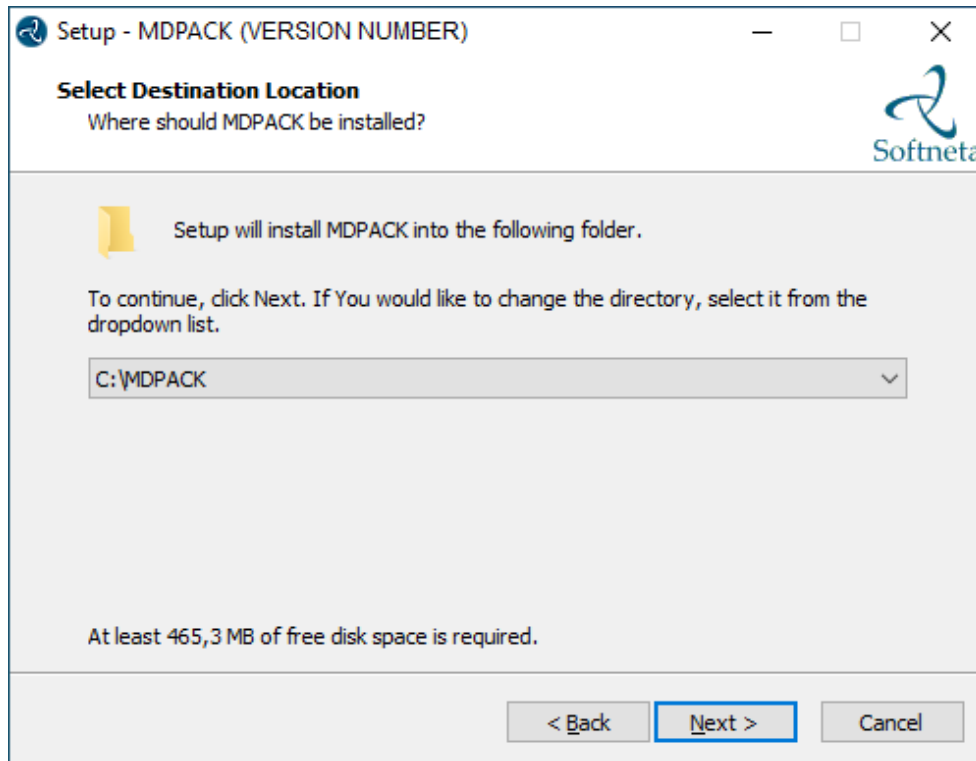 Setup - MDPACK (VERSION NUMBER)
Select Destination Location
Where should MDPACK be installed?
Softneta
Setup will install MDPACK into the following folder.
To continue, click Next. If You would like to change the directory, select it from the
dropdown list.
C:\MDPACK
At least 465,3 MB of free disk space is required.
< Back
Next >
Cancel